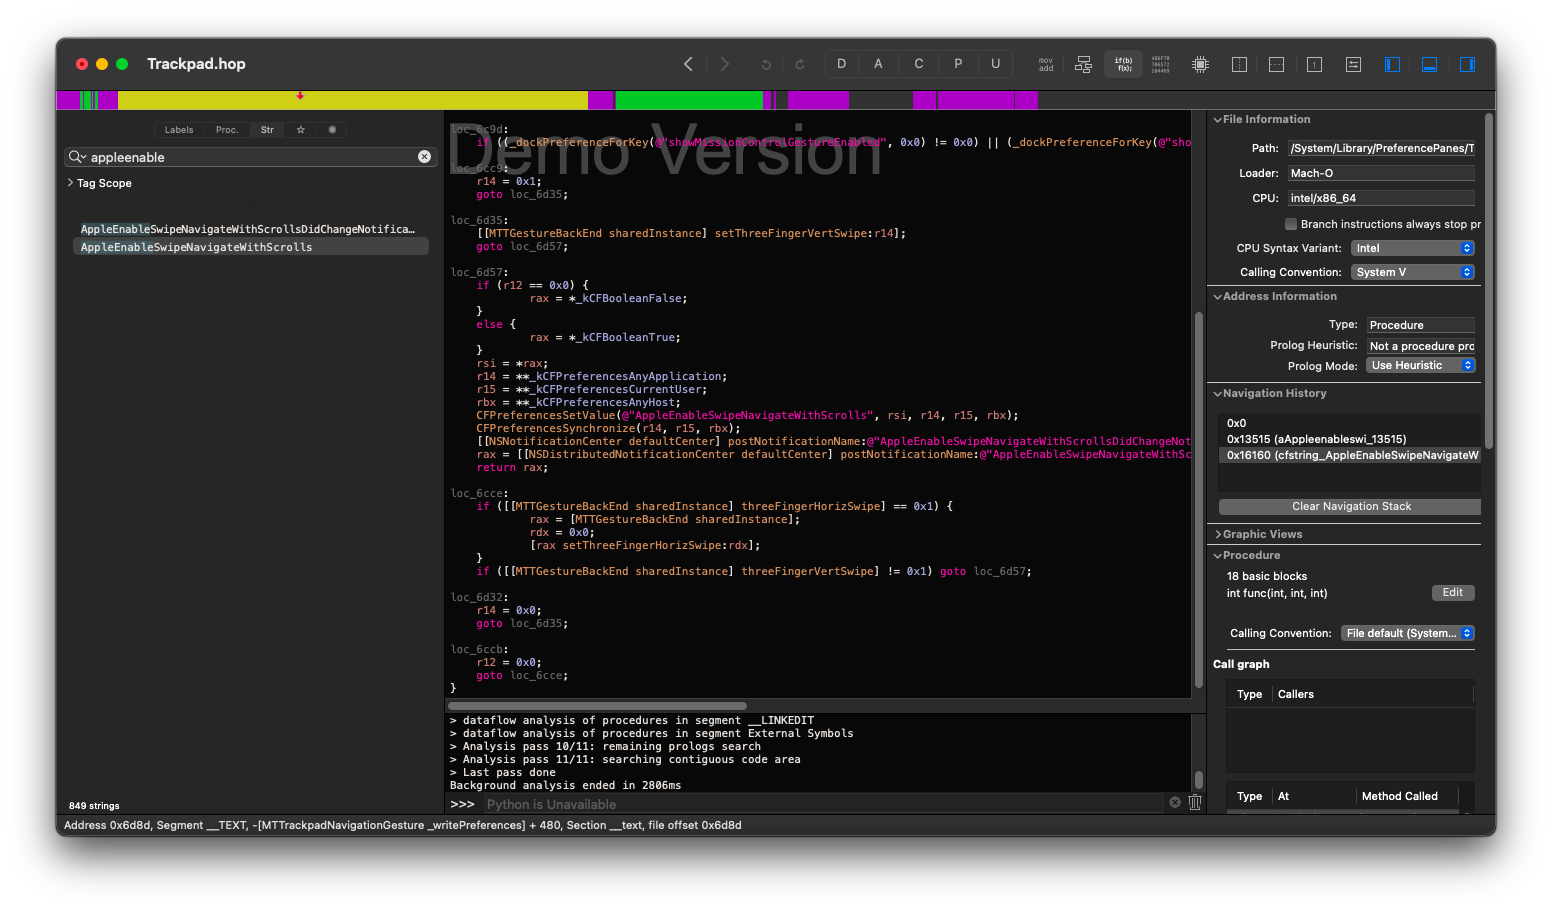 Trackpad.hop
D A C P U
mov
add
if(b)
f(x);
Labels Proc. Str
appleenable
Tag Scope
AppleEnableSwipeNavigateWithScrollsDidChangeNotifica...
AppleEnableSwipeNavigateWithScrolls
849 strings
Demo Version
loc_6c9d:
if ((_dockPreferenceForKey(@"showMissionControlGestureEnabled", 0x0) != 0x0) || (_dockPreferenceForKey(@"sho
loc_6cc9:
r14 = 0x1;
goto loc_6d35;
loc_6d35:
[[MTTGestureBackEnd sharedInstance] setThreeFingerVertSwipe:r14];
goto loc_6d57;
loc_6d57:
if (r12 == 0x0) {
rax = *_kCFBooleanFalse;
}
else {
rax = *_kCFBooleanTrue;
}
rsi = *rax;
r14 = **_kCFPreferencesAnyApplication;
r15 = **_kCFPreferencesCurrentUser;
rbx = **_kCFPreferencesAnyHost;
CFPreferencesSetValue(@"AppleEnableSwipeNavigateWithScrolls", rsi, r14, r15, rbx);
CFPreferencesSynchronize(r14, r15, rbx);
[[NSNotificationCenter defaultCenter] postNotificationName:@"AppleEnableSwipeNavigateWithScrollsDidChangeNot
rax = [[NSDistributedNotificationCenter defaultCenter] postNotificationName:@"AppleEnableSwipeNavigateWithSc
return rax;
loc_6cce:
if ([[MTTGestureBackEnd sharedInstance] threeFingerHorizSwipe] == 0x1) {
rax = [MTTGestureBackEnd sharedInstance];
rdx = 0x0;
[rax setThreeFingerHorizSwipe:rdx];
}
if ([[MTTGestureBackEnd sharedInstance] threeFingerVertSwipe] != 0x1) goto loc_6d57;
loc_6d32:
r14 = 0x0;
goto loc_6d35;
loc_6ccb:
r12 = 0x0;
goto loc_6cce;
}
> dataflow analysis of procedures in segment __LINKEDIT
> dataflow analysis of procedures in segment External Symbols
> Analysis pass 10/11: remaining prologs search
> Analysis pass 11/11: searching contiguous code area
> Last pass done
Background analysis ended in 2806ms
>>> Python is Unavailable
File Information
Path: /System/Library/PreferencePanes/T
Loader: Mach-O
CPU: intel/x86_64
Branch instructions always stop pr
CPU Syntax Variant: Intel
Calling Convention: System V
Address Information
Type: Procedure
Prolog Heuristic: Not a procedure pro
Prolog Mode: Use Heuristic
Navigation History
0x0
0x13515 (aAppleenableswi_13515)
0x16160 (cfstring_AppleEnableSwipeNavigateW
Clear Navigation Stack
Graphic Views
Procedure
18 basic blocks
int func(int, int, int)
Edit
Calling Convention: File default (System...
Call graph
Type Callers
Type At Method Called
Address 0x6d8d, Segment __TEXT, -[MTTrackpadNavigationGesture _writePreferences] + 480, Section __text, file offset 0x6d8d